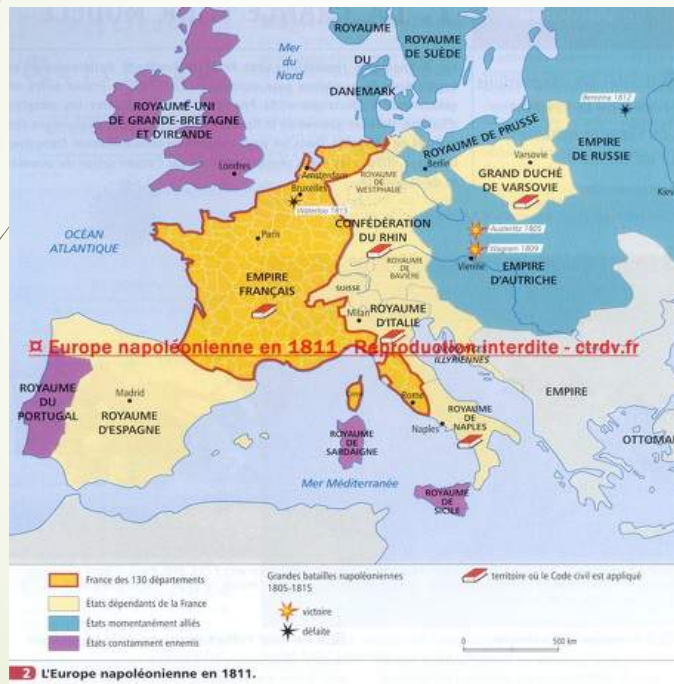 ROYAUME
DU
DANEMARK
ROYAUME
DE SUÈDE
Mer
du
Nord
ROYAUME-UNI
DE GRANDE-BRETAGNE
ET D'IRLANDE
Londres
Amsterdam
Bruxelles
Waterloo 1815
ROYAUME
DE
WESTPHALIE
ROYAUME DE PRUSSE
Berlin
Varsovie
GRAND DUCHÉ
DE VARSOVIE
Berezina 1812
EMPIRE
DE RUSSIE
Kiev
OCÉAN
ATLANTIQUE
Paris
EMPIRE
FRANÇAIS
CONFÉDÉRATION
DU RHIN
Austerlitz 1805
Wagram 1809
Vienne
EMPIRE
D'AUTRICHE
ROYAUME
DE
BAVIÈRE
SUISSE
Milan
ROYAUME
D'ITALIE
¤ Europe napoléonienne en 1811 - Reproduction interdite - ctrdv.fr
ILLYRIENNES
ROYAUME
DU
PORTUGAL
Madrid
ROYAUME
D'ESPAGNE
Rome
Naples
ROYAUME
DE
NAPLES
EMPIRE
OTTOMAN
ROYAUME
DE
SARDAIGNE
Mer Méditerranée
ROYAUME
DE
SICILE
France des 130 départements
États dépendants de la France
États momentanément alliés
États constamment ennemis
Grandes batailles napoléoniennes
1805-1815
victoire
défaite
territoire où le Code civil est appliqué
0 500 km
2 L'Europe napoléonienne en 1811.